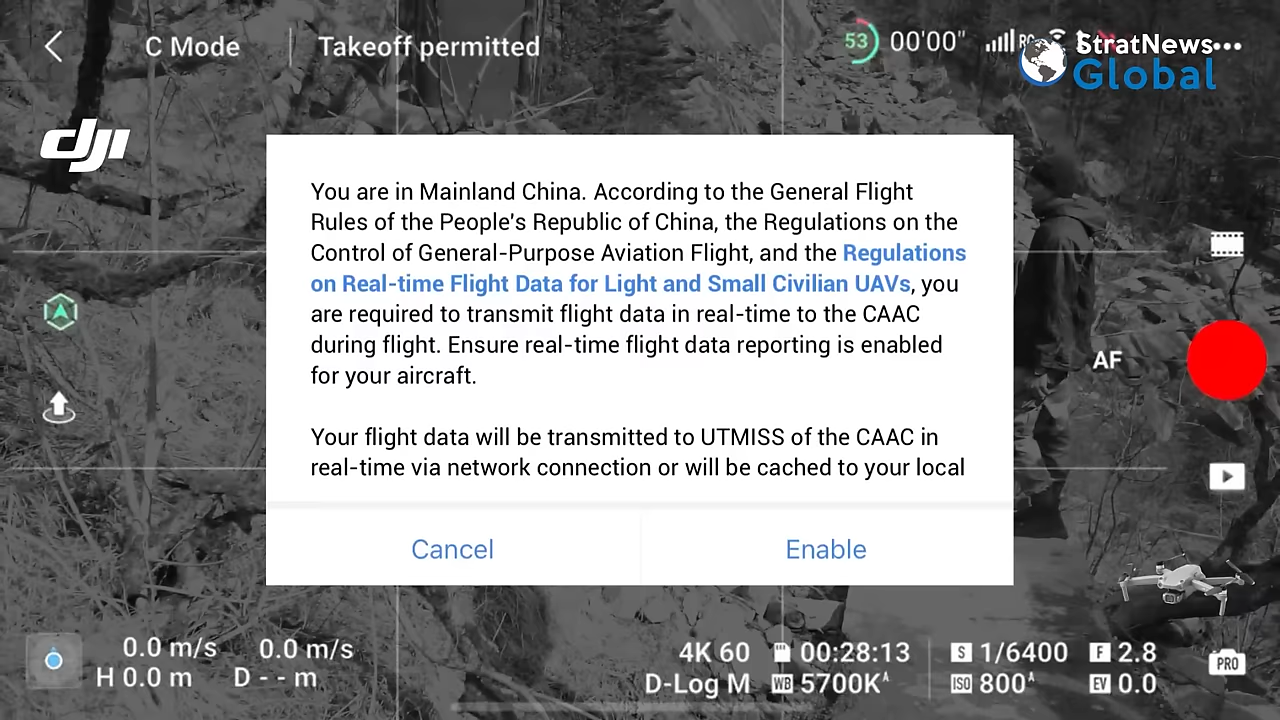 C Mode
Takeoff permitted
53
00'00"
StratNews
Global
dji
You are in Mainland China. According to the General Flight
Rules of the People's Republic of China, the Regulations on the
Control of General-Purpose Aviation Flight, and the Regulations
on Real-time Flight Data for Light and Small Civilian UAVs, you
are required to transmit flight data in real-time to the CAAC
during flight. Ensure real-time flight data reporting is enabled
for your aircraft.
Your flight data will be transmitted to UTMISS of the CAAC in
real-time via network connection or will be cached to your local
Cancel
Enable
AF
0.0 m/s 0.0 m/s
H 0.0 m D - - m
4K 60 00:28:13 S 1/6400 F 2.8
D-Log M WB 5700K A ISO 800 A EV 0.0
PRO